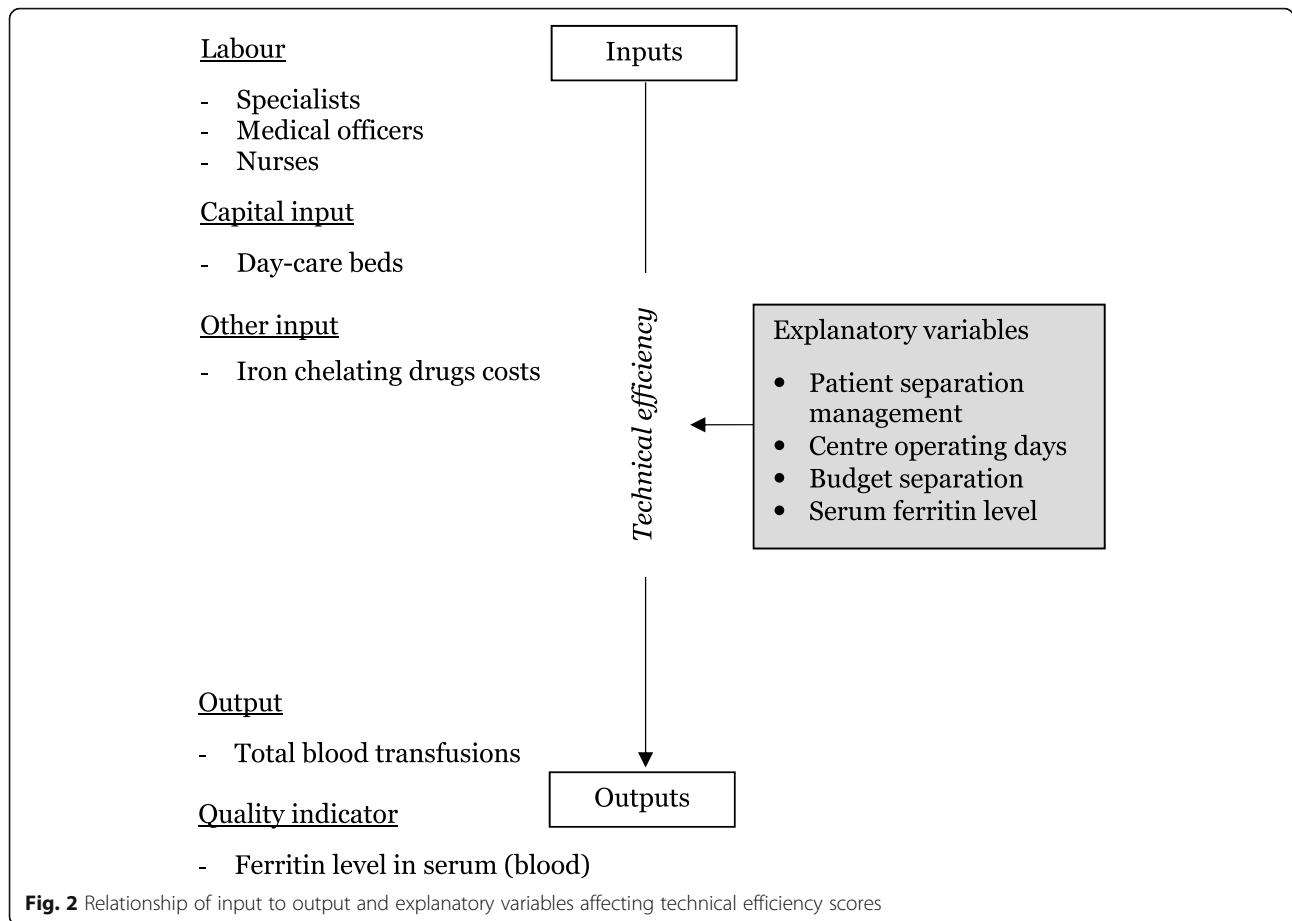 Labour
- Specialists
- Medical officers
- Nurses
Capital input
- Day-care beds
Other input
- Iron chelating drugs costs
Inputs
Technical efficiency
Explanatory variables
• Patient separation
management
• Centre operating days
• Budget separation
• Serum ferritin level
Output
- Total blood transfusions
Quality indicator
- Ferritin level in serum (blood)
Outputs
Fig. 2 Relationship of input to output and explanatory variables affecting technical efficiency scores